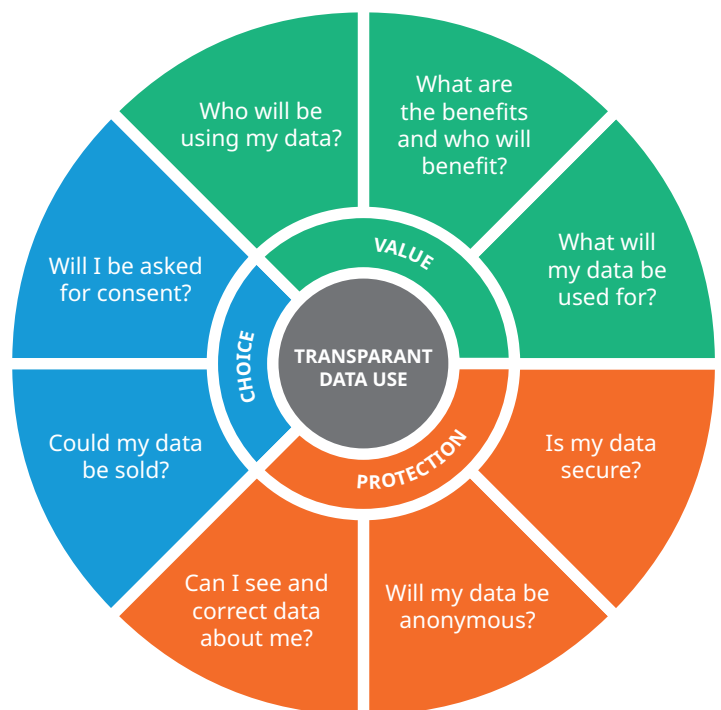 Who will be
using my data?
What are
the benefits
and who will
benefit?
What will
my data be
used for?
Is my data
secure?
Will my data be
anonymous?
Can I see and
correct data
about me?
Could my data
be sold?
Will I be asked
for consent?
VALUE
PROTECTION
CHOICE
TRANSPARANT
DATA USE